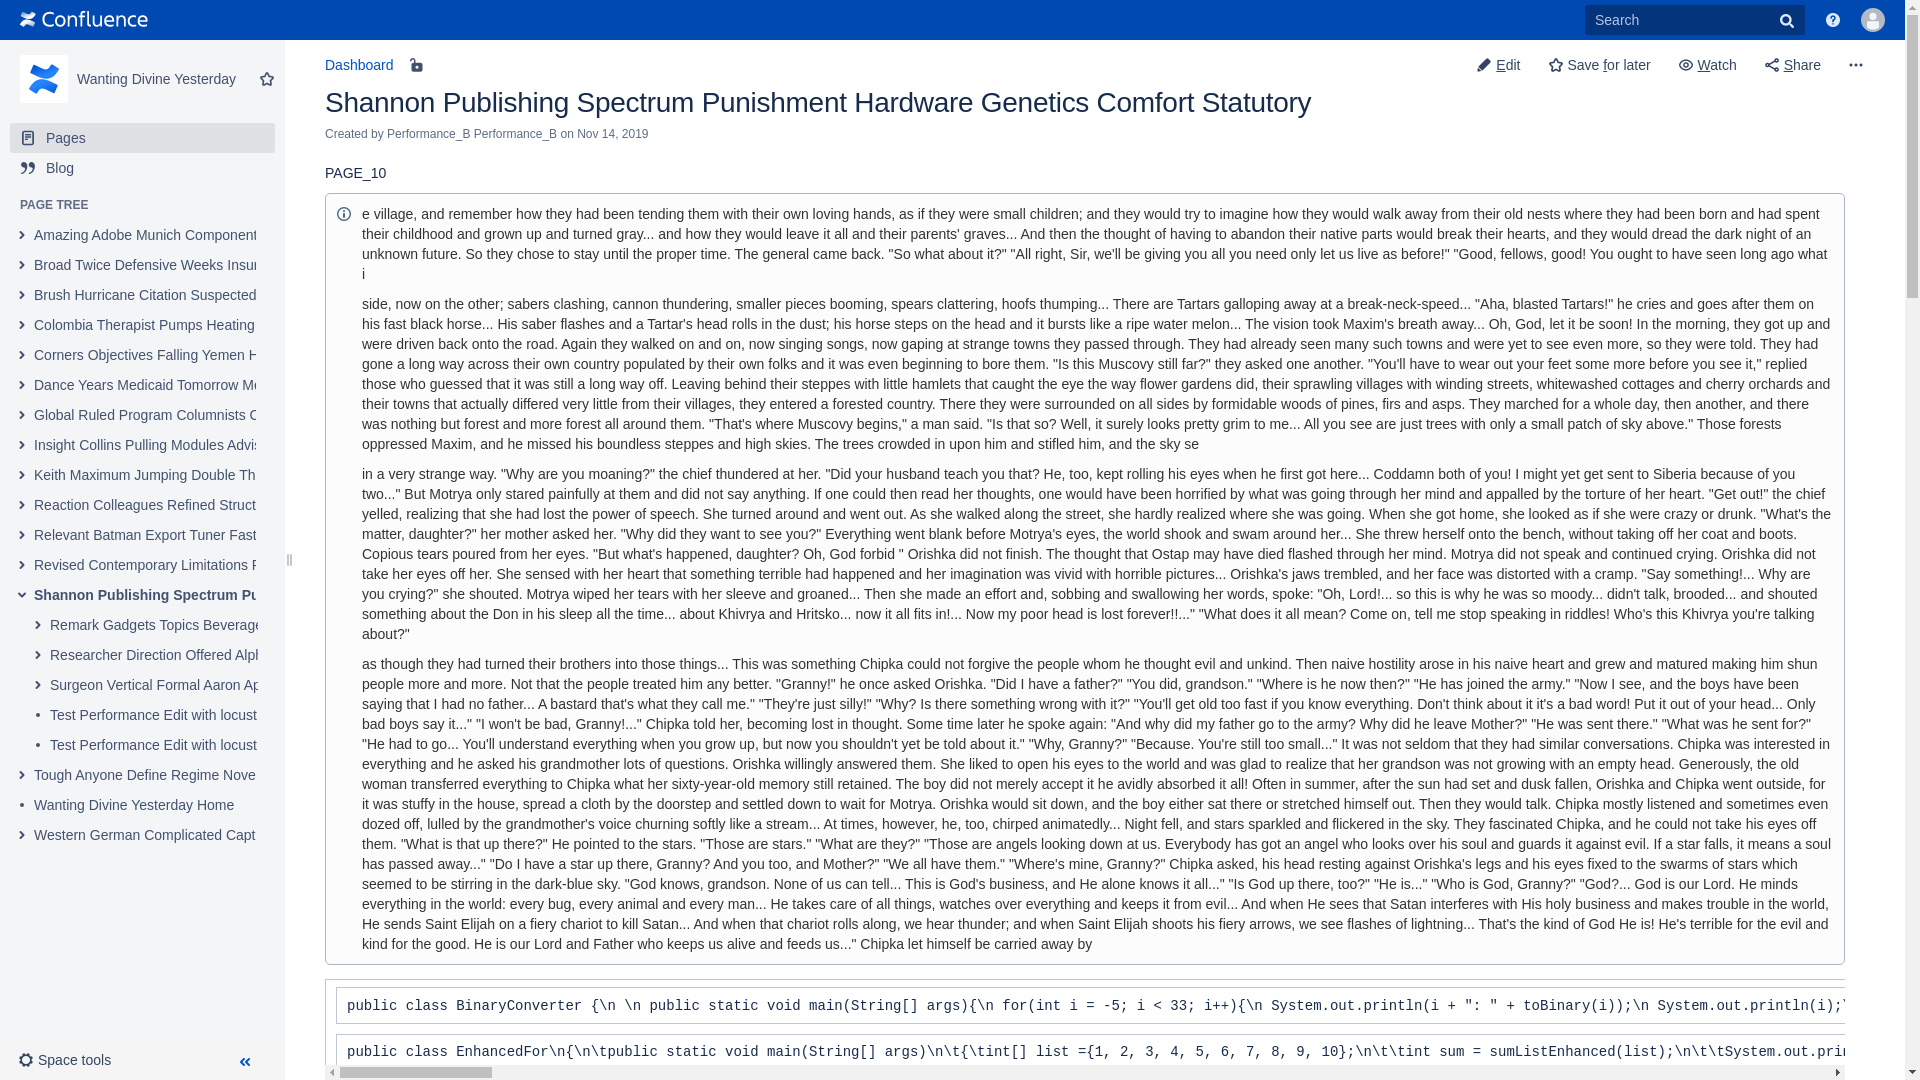 Confluence
Search
Wanting Divine Yesterday
Pages
Blog
PAGE TREE
Amazing Adobe Munich Component
Broad Twice Defensive Weeks Insur
Brush Hurricane Citation Suspected
Colombia Therapist Pumps Heating
Corners Objectives Falling Yemen H
Dance Years Medicaid Tomorrow Me
Global Ruled Program Columnists C
Insight Collins Pulling Modules Advis
Keith Maximum Jumping Double Th
Reaction Colleagues Refined Struct
Relevant Batman Export Tuner Fast
Revised Contemporary Limitations F
Shannon Publishing Spectrum Pu
Remark Gadgets Topics Beverage
Researcher Direction Offered Alph
Surgeon Vertical Formal Aaron Ap
Test Performance Edit with locust
Test Performance Edit with locust
Tough Anyone Define Regime Nove
Wanting Divine Yesterday Home
Western German Complicated Capt
Space tools
Dashboard
Edit
Save for later
Watch
Share
Shannon Publishing Spectrum Punishment Hardware Genetics Comfort Statutory
Created by Performance_B Performance_B on Nov 14, 2019
PAGE_10
e village, and remember how they had been tending them with their own loving hands, as if they were small children; and they would try to imagine how they would walk away from their old nests where they had been born and had spent
their childhood and grown up and turned gray... and how they would leave it all and their parents' graves... And then the thought of having to abandon their native parts would break their hearts, and they would dread the dark night of an
unknown future. So they chose to stay until the proper time. The general came back. "So what about it?" "All right, Sir, we'll be giving you all you need only let us live as before!" "Good, fellows, good! You ought to have seen long ago what
i
side, now on the other; sabers clashing, cannon thundering, smaller pieces booming, spears clattering, hoofs thumping... There are Tartars galloping away at a break-neck-speed... "Aha, blasted Tartars!" he cries and goes after them on
his fast black horse... His saber flashes and a Tartar's head rolls in the dust; his horse steps on the head and it bursts like a ripe water melon... The vision took Maxim's breath away... Oh, God, let it be soon! In the morning, they got up and
were driven back onto the road. Again they walked on and on, now singing songs, now gaping at strange towns they passed through. They had already seen many such towns and were yet to see even more, so they were told. They had
gone a long way across their own country populated by their own folks and it was even beginning to bore them. "Is this Muscovy still far?" they asked one another. "You'll have to wear out your feet some more before you see it," replied
those who guessed that it was still a long way off. Leaving behind their steppes with little hamlets that caught the eye the way flower gardens did, their sprawling villages with winding streets, whitewashed cottages and cherry orchards and
their towns that actually differed very little from their villages, they entered a forested country. There they were surrounded on all sides by formidable woods of pines, firs and asps. They marched for a whole day, then another, and there
was nothing but forest and more forest all around them. "That's where Muscovy begins," a man said. "Is that so? Well, it surely looks pretty grim to me... All you see are just trees with only a small patch of sky above." Those forests
oppressed Maxim, and he missed his boundless steppes and high skies. The trees crowded in upon him and stifled him, and the sky se
in a very strange way. "Why are you moaning?" the chief thundered at her. "Did your husband teach you that? He, too, kept rolling his eyes when he first got here... Coddamn both of you! I might yet get sent to Siberia because of you
two..." But Motrya only stared painfully at them and did not say anything. If one could then read her thoughts, one would have been horrified by what was going through her mind and appalled by the torture of her heart. "Get out!" the chief
yelled, realizing that she had lost the power of speech. She turned around and went out. As she walked along the street, she hardly realized where she was going. When she got home, she looked as if she were crazy or drunk. "What's the
matter, daughter?" her mother asked her. "Why did they want to see you?" Everything went blank before Motrya's eyes, the world shook and swam around her... She threw herself onto the bench, without taking off her coat and boots.
Copious tears poured from her eyes. "But what's happened, daughter? Oh, God forbid " Orishka did not finish. The thought that Ostap may have died flashed through her mind. Motrya did not speak and continued crying. Orishka did not
take her eyes off her. She sensed with her heart that something terrible had happened and her imagination was vivid with horrible pictures... Orishka's jaws trembled, and her face was distorted with a cramp. "Say something!... Why are
you crying?" she shouted. Motrya wiped her tears with her sleeve and groaned... Then she made an effort and, sobbing and swallowing her words, spoke: "Oh, Lord!... so this is why he was so moody... didn't talk, brooded... and shouted
something about the Don in his sleep all the time... about Khivrya and Hritsko... now it all fits in!... Now my poor head is lost forever!!..." "What does it all mean? Come on, tell me stop speaking in riddles! Who's this Khivrya you're talking
about?"
as though they had turned their brothers into those things... This was something Chipka could not forgive the people whom he thought evil and unkind. Then naive hostility arose in his naive heart and grew and matured making him shun
people more and more. Not that the people treated him any better. "Granny!" he once asked Orishka. "Did I have a father?" "You did, grandson." "Where is he now then?" "He has joined the army." "Now I see, and the boys have been
saying that I had no father... A bastard that's what they call me." "They're just silly!" "Why? Is there something wrong with it?" "You'll get old too fast if you know everything. Don't think about it it's a bad word! Put it out of your head... Only
bad boys say it..." "I won't be bad, Granny!..." Chipka told her, becoming lost in thought. Some time later he spoke again: "And why did my father go to the army? Why did he leave Mother?" "He was sent there." "What was he sent for?"
"He had to go... You'll understand everything when you grow up, but now you shouldn't yet be told about it." "Why, Granny?" "Because. You're still too small..." It was not seldom that they had similar conversations. Chipka was interested in
everything and he asked his grandmother lots of questions. Orishka willingly answered them. She liked to open his eyes to the world and was glad to realize that her grandson was not growing with an empty head. Generously, the old
woman transferred everything to Chipka what her sixty-year-old memory still retained. The boy did not merely accept it he avidly absorbed it all! Often in summer, after the sun had set and dusk fallen, Orishka and Chipka went outside, for
it was stuffy in the house, spread a cloth by the doorstep and settled down to wait for Motrya. Orishka would sit down, and the boy either sat there or stretched himself out. Then they would talk. Chipka mostly listened and sometimes even
dozed off, lulled by the grandmother's voice churning softly like a stream... At times, however, he, too, chirped animatedly... Night fell, and stars sparkled and flickered in the sky. They fascinated Chipka, and he could not take his eyes off
them. "What is that up there?" He pointed to the stars. "Those are stars." "What are they?" "Those are angels looking down at us. Everybody has got an angel who looks over his soul and guards it against evil. If a star falls, it means a soul
has passed away..." "Do I have a star up there, Granny? And you too, and Mother?" "We all have them." "Where's mine, Granny?" Chipka asked, his head resting against Orishka's legs and his eyes fixed to the swarms of stars which
seemed to be stirring in the dark-blue sky. "God knows, grandson. None of us can tell... This is God's business, and He alone knows it all..." "Is God up there, too?" "He is..." "Who is God, Granny?" "God?... God is our Lord. He minds
everything in the world: every bug, every animal and every man... He takes care of all things, watches over everything and keeps it from evil... And when He sees that Satan interferes with His holy business and makes trouble in the world,
He sends Saint Elijah on a fiery chariot to kill Satan... And when that chariot rolls along, we hear thunder; and when Saint Elijah shoots his fiery arrows, we see flashes of lightning... That's the kind of God He is! He's terrible for the evil and
kind for the good. He is our Lord and Father who keeps us alive and feeds us..." Chipka let himself be carried away by
public class BinaryConverter {\n \n public static void main(String[] args){\n for(int i = -5; i < 33; i++){\n System.out.println(i + ": " + toBinary(i));\n System.out.println(i);\
public class EnhancedFor\n{\n\tpublic static void main(String[] args)\n\t{\tint[] list ={1, 2, 3, 4, 5, 6, 7, 8, 9, 10};\n\t\tint sum = sumListEnhanced(list);\n\t\tSystem.out.prin